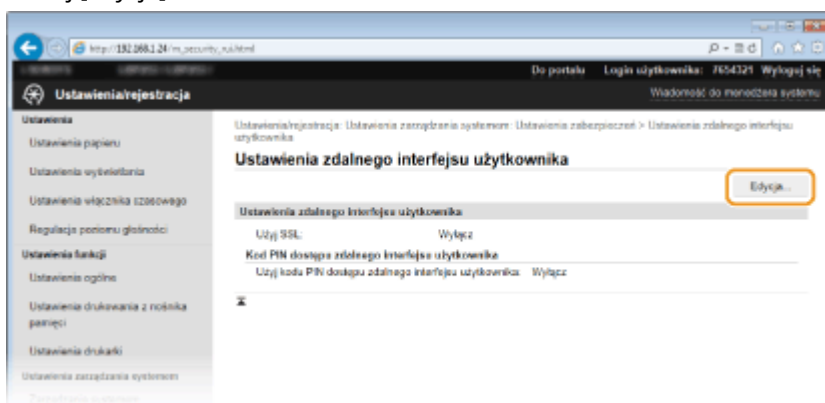 http://192.168.1.24/m_security_rui.html
Do portalu Login użytkownika: 7654321 Wyloguj się
Ustawienia/rejestracja
Wiadomość do menedżera systemu
Ustawienia
Ustawienia papieru
Ustawienia wyświetlania
Ustawienia włącznika czasowego
Regulacja poziomu głośności
Ustawienia funkcji
Ustawienia ogólne
Ustawienia drukowania z nośnika
pamięci
Ustawienia drukarki
Ustawienia zarządzania systemem
Ustawienia/rejestracja: Ustawienia zarządzania systemem: Ustawienia zabezpieczeń > Ustawienia zdalnego interfejsu
użytkownika
Ustawienia zdalnego interfejsu użytkownika
Edycja...
Ustawienia zdalnego interfejsu użytkownika
Użyj SSL: Wyłącz
Kod PIN dostępu zdalnego interfejsu użytkownika
Użyj kodu PIN dostępu zdalnego interfejsu użytkownika: Wyłącz